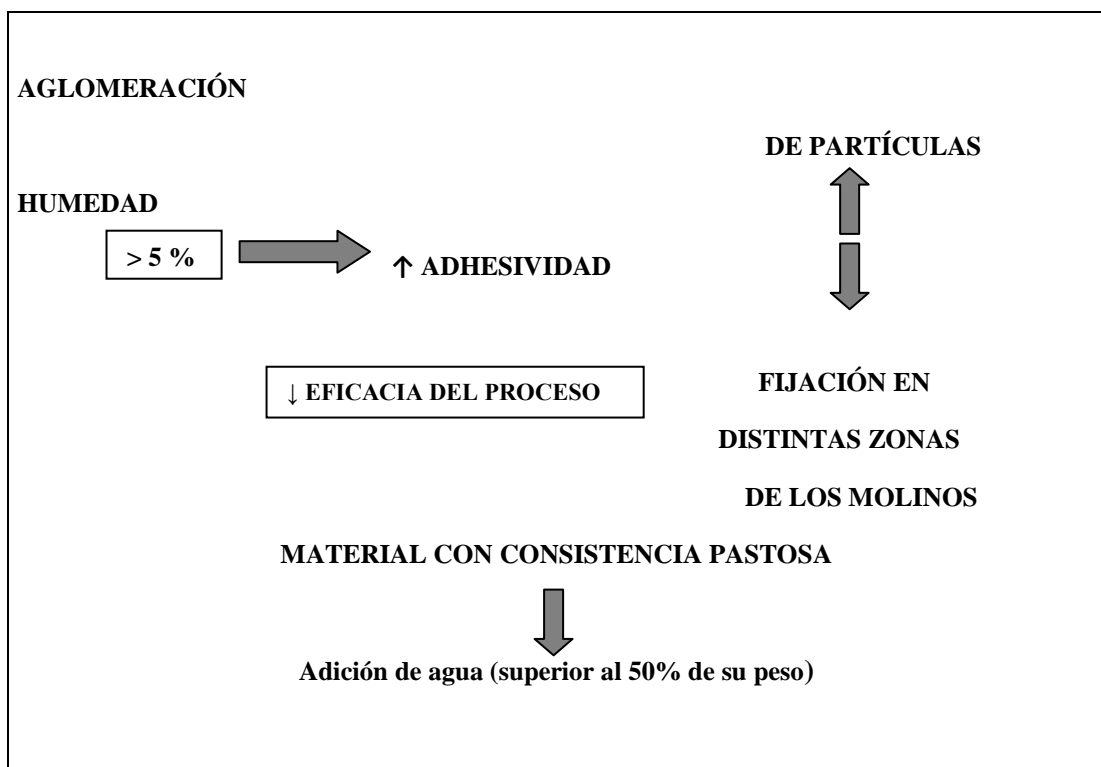 AGLOMERACIÓN
DE PARTÍCULAS
HUMEDAD
> 5 %
↑ ADHESIVIDAD
↓ EFICACIA DEL PROCESO
FIJACIÓN EN
DISTINTAS ZONAS
DE LOS MOLINOS
MATERIAL CON CONSISTENCIA PASTOSA
Adición de agua (superior al 50% de su peso)